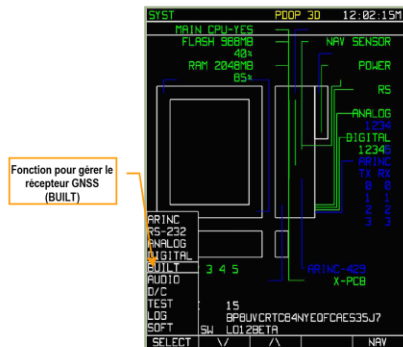 SYST PDOP 3D 12:02:15M
MAIN CPU-YES
FLASH 986MB
40%
RAM 2048MB
85%
NAV SENSOR
POWER
RS
ANALOG
1234
DIGITAL
12345
ARINC
TX RX
0 0
1 1
2 2
3 3
Fonction pour gérer le
récepteur GNSS
(BUILT)
ARINC
RS-232
ANALOG
DIGITAL
BUILT 3 4 5 ARINC-429
AUDIO X-PCB
D/C
TEST : 15
LOG BPBUVCRTCB4NYEQFCAES35J7
SOFT SW L012BETA
SELECT \/ /\ NAV